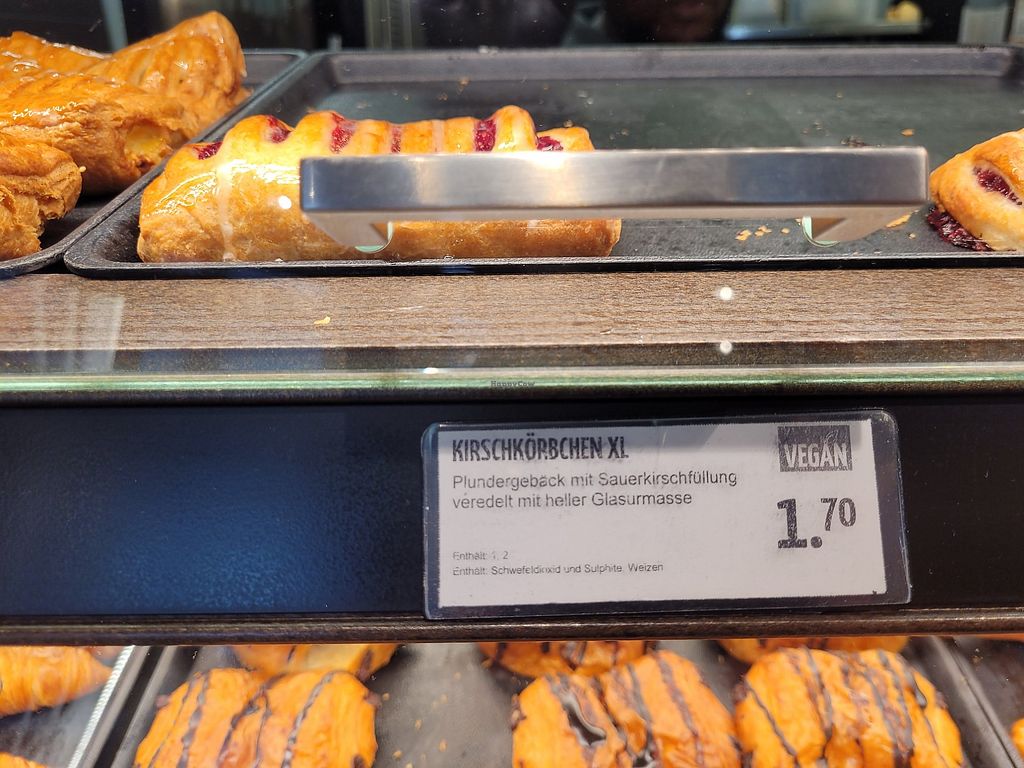 HappyCow
KIRSCHKÖRBCHEN XL
VEGAN
Plundergebäck mit Sauerkirschfüllung
veredelt mit heller Glasurmasse
1.70
Enthält: 1, 2
Enthält: Schwefeldioxid und Sulphite, Weizen